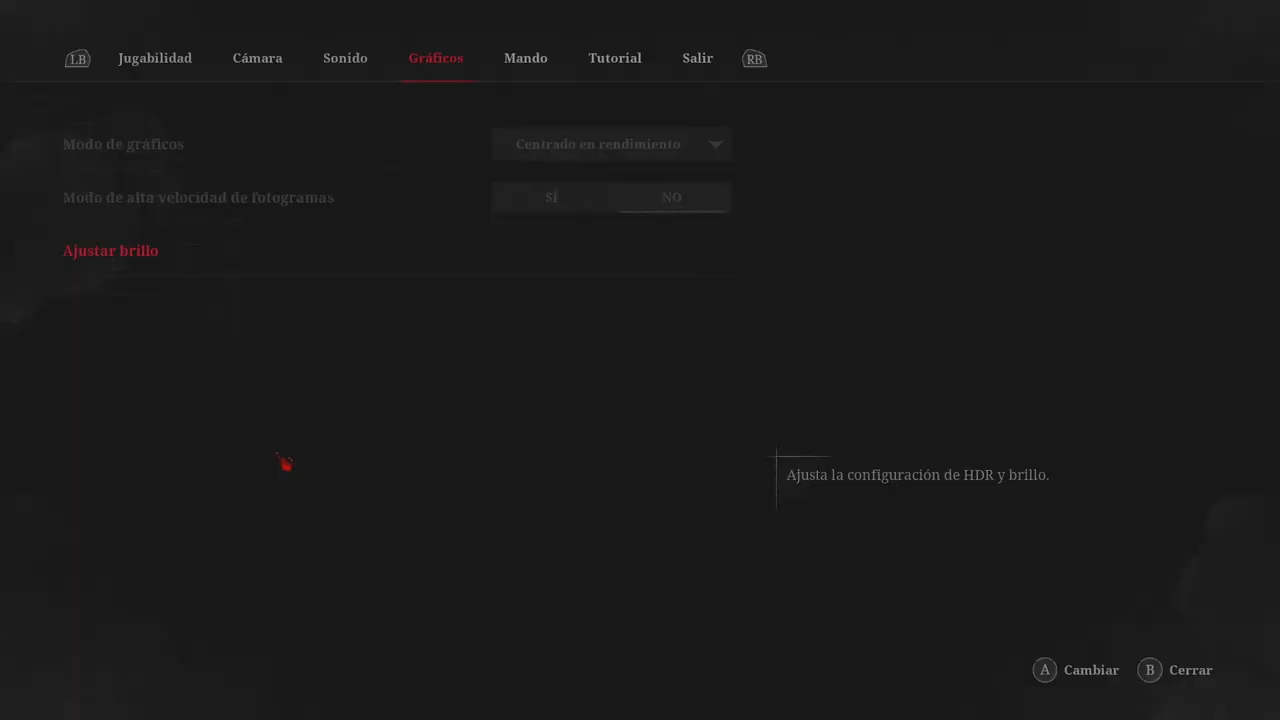 LB Jugabilidad Cámara Sonido Gráficos Mando Tutorial Salir RB
Modo de gráficos Centrado en rendimiento
Modo de alta velocidad de fotogramas SÍ NO
Ajustar brillo
Ajusta la configuración de HDR y brillo.
A Cambiar B Cerrar